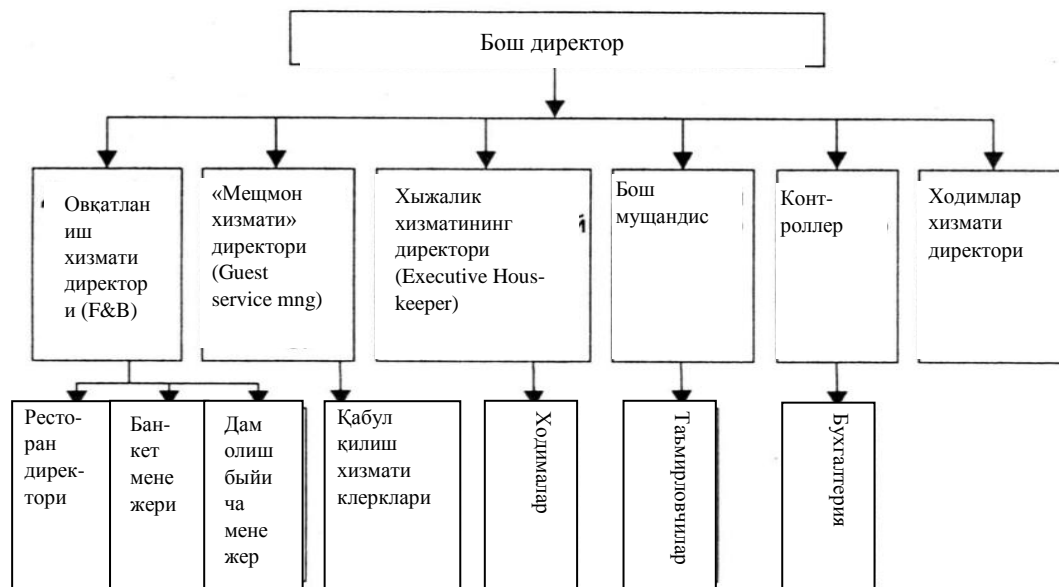 Бош директор
Овқатлан
иш
хизмати
директор
и (F&B)
«Мещмон
хизмати»
директори
(Guest
service mng)
Хыжалик
хизматининг
директори
(Executive Hous-
keeper)
Бош
мущандис
Конт-
роллер
Ходимлар
хизмати
директори
Ресто-
ран
дирек-
тори
Бан-
кет
мене
жери
Дам
олиш
быйи
ча
мене
жер
Қабул
қилиш
хизмати
клерклари
Ходималар
Таъмирловчилар
Бухгалтерия